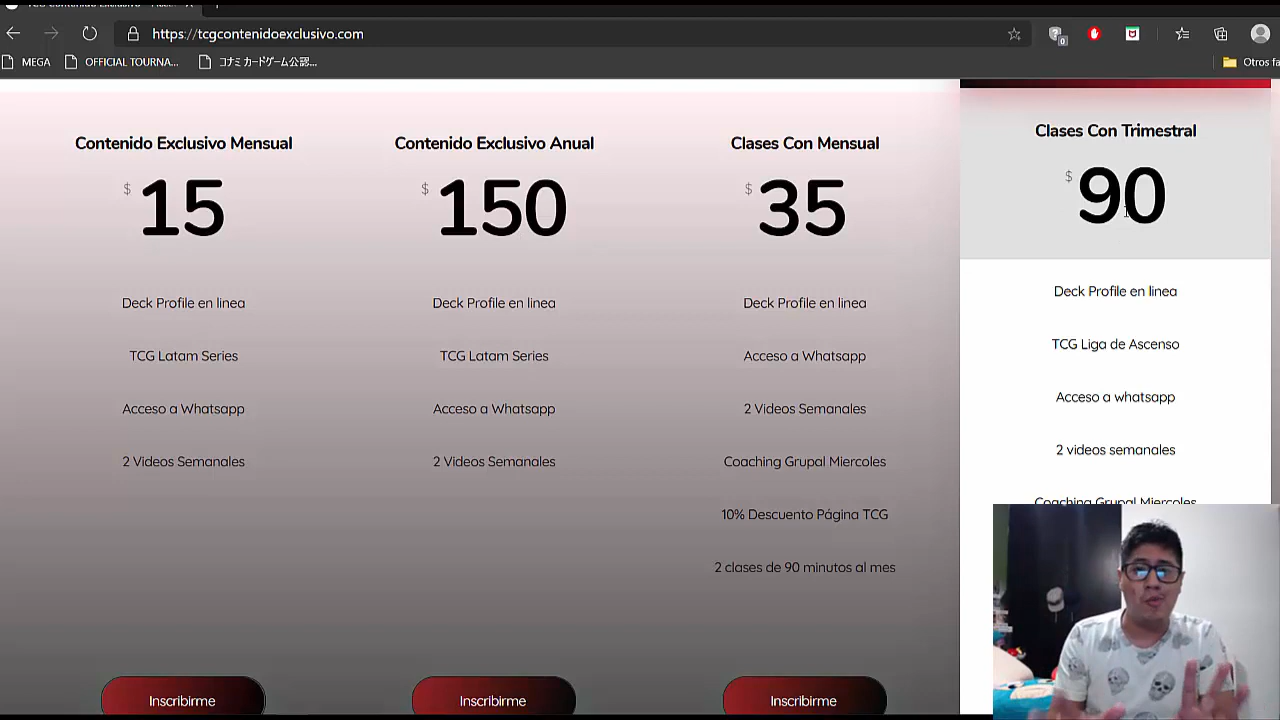 https://tcgcontenidoexclusivo.com
0
MEGA
OFFICIAL TOURNA...
コナミ カードゲーム公認...
Otros fa
Contenido Exclusivo Mensual
$ 15
Deck Profile en linea
TCG Latam Series
Acceso a Whatsapp
2 Videos Semanales
Inscribirme
Contenido Exclusivo Anual
$ 150
Deck Profile en linea
TCG Latam Series
Acceso a Whatsapp
2 Videos Semanales
Inscribirme
Clases Con Mensual
$ 35
Deck Profile en linea
Acceso a Whatsapp
2 Videos Semanales
Coaching Grupal Miercoles
10% Descuento Página TCG
2 clases de 90 minutos al mes
Inscribirme
Clases Con Trimestral
$ 90
Deck Profile en linea
TCG Liga de Ascenso
Acceso a whatsapp
2 videos semanales
Coaching Grupal Miercoles